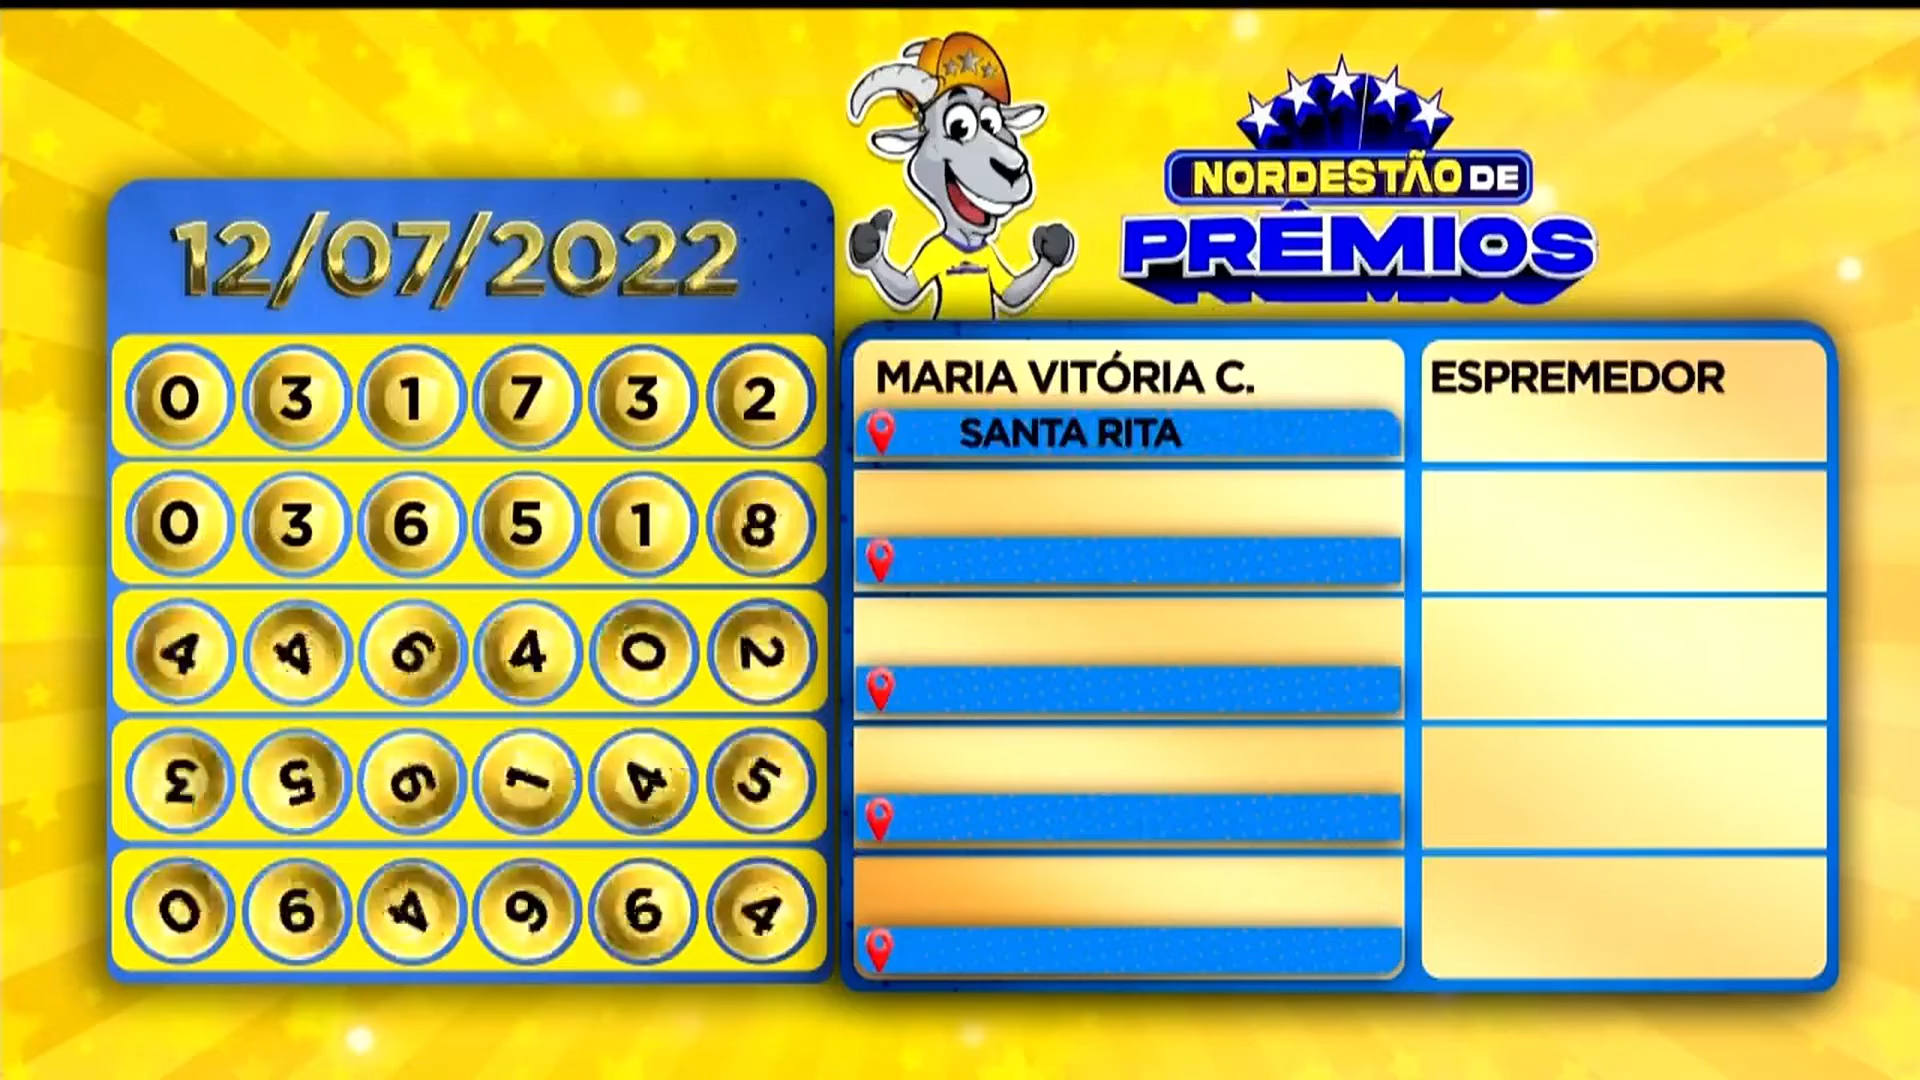 NORDESTÃO DE
PRÊMIOS
12/07/2022
0 3 1 7 3 2
MARIA VITÓRIA C.
SANTA RITA
ESPREMEDOR
0 3 6 5 1 8
4 4 6 4 0 2
3 5 6 1 4 5
0 9 4 6 9 4